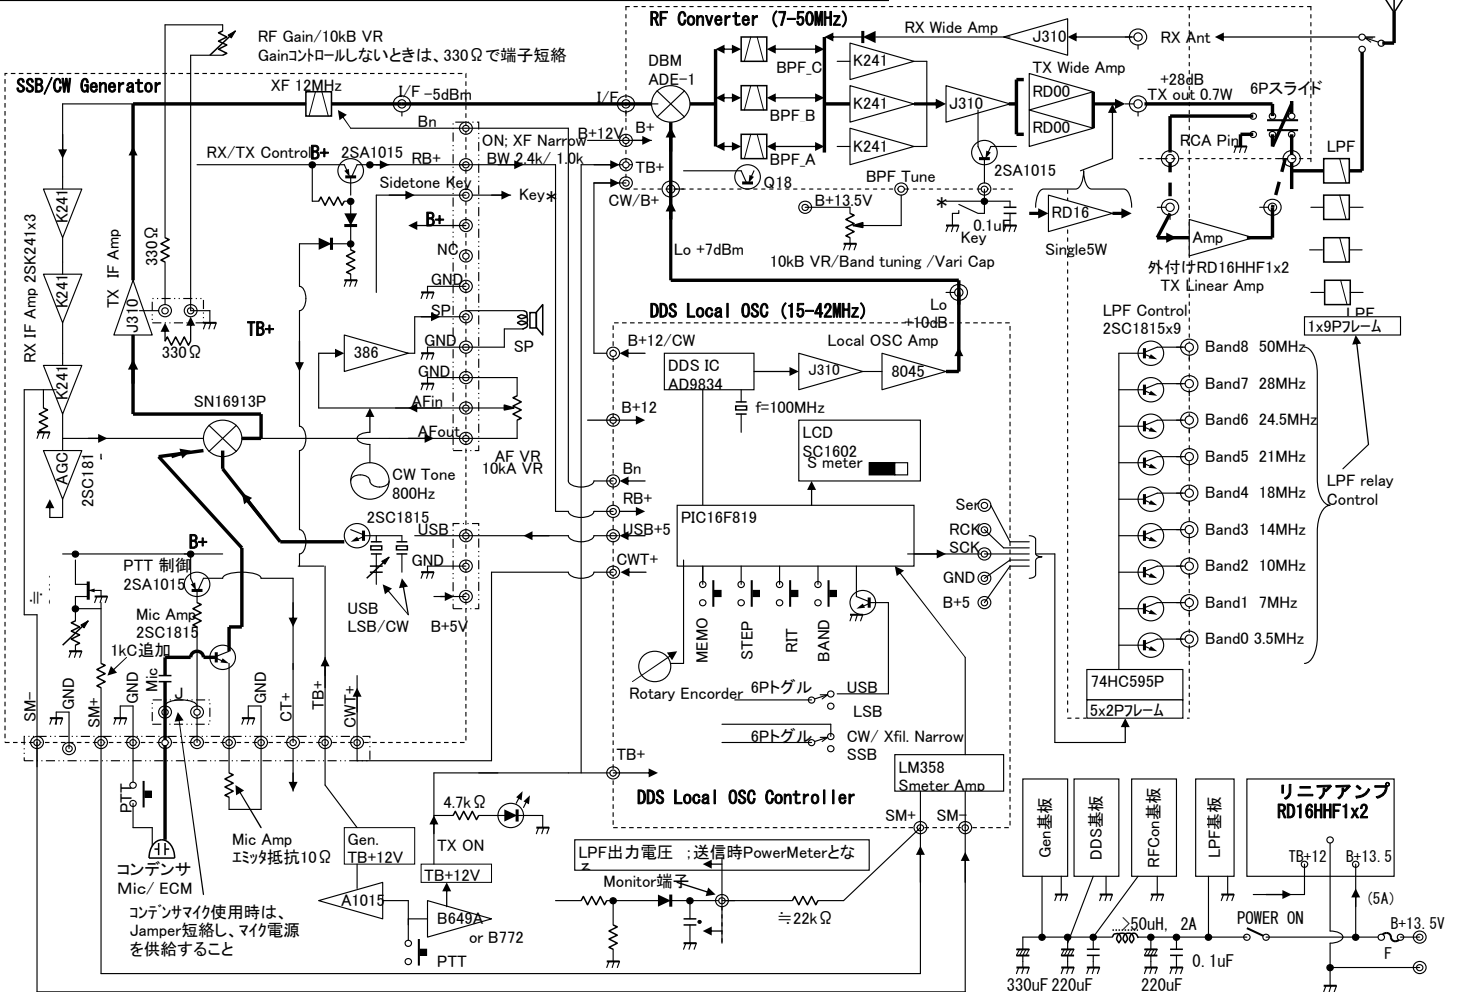 RF Converter (7-50MHz)
RF Gain/10kB VR
Gainコントロールしないときは、330Ωで端子短絡
SSB/CW Generator
XF 12MHz
I/F -5dBm
I/F
DBM
ADE-1
BPF_C
BPF_B
BPF_A
K241
K241
K241
RX Wide Amp
J310
TX Wide Amp
J310
RD00
RD00
RX Ant
+28dB
TX out 0.7W
6Pスライド
RCA Pin
LPF
Bn
B+12V
B+
TB+
CW/B+
ON; XF Narrow
BW 2.4k/ 1.0k
RX/TX Control
B+
2SA1015
RB+
Sidetone Key
Key*
B+
NC
GND
SP
GND
GND
AFin
AFout
SP
AF VR
10kA VR
Q18
BPF Tune
B+13.5V
2SA1015
*
0.1uF
Key
10kB VR/Band tuning /Vari Cap
RD16
Single5W
Amp
外付けRD16HHF1x2
TX Linear Amp
Lo +7dBm
RX IF Amp 2SK241x3
K241
K241
K241
TX IF Amp
J310
330Ω
330Ω
TB+
386
SN16913P
AGC
2SC181
CW Tone
800Hz
2SC1815
USB
GND
B+5V
USB
LSB/CW
DDS Local OSC (15-42MHz)
Lo
+10dB
Local OSC Amp
B+12/CW
DDS IC
AD9834
J310
8045
f=100MHz
B+12
LCD
SC1602
S meter
Bn
RB+
USB+5
CWT+
PIC16F819
Ser
RCK
SCK
GND
B+5
MEMO
STEP
RIT
BAND
Rotary Encorder
6Pトグル
USB
LSB
6Pトグル
CW/ Xfil. Narrow
SSB
TB+
LM358
Smeter Amp
DDS Local OSC Controller
SM+
SM-
LPF Control
2SC1815x9
LPF
1x9Pフレーム
Band8 50MHz
Band7 28MHz
Band6 24.5MHz
Band5 21MHz
Band4 18MHz
Band3 14MHz
Band2 10MHz
Band1 7MHz
Band0 3.5MHz
LPF relay
Control
74HC595P
5x2Pフレーム
B+
PTT 制御
2SA1015
Mic Amp
2SC1815
1kC追加
Mic
J
SM-
GND
SM+
GND
GND
CT+
TB+
CWT+
PTT
コンデンサ
Mic/ ECM
Mic Amp
エミッタ抵抗10Ω
コンデンサマイク使用時は、
Jamper短絡し、マイク電源
を供給すること
Gen.
TB+12V
A1015
4.7kΩ
TX ON
TB+12V
B649A
or B772
PTT
LPF出力電圧 ;送信時PowerMeterとな
Monitor端子
≒22kΩ
Gen基板
DDS基板
RFCon基板
LPF基板
リニアアンプ
RD16HHF1x2
TB+12
B+13.5
(5A)
POWER ON
>50uH, 2A
B+13.5V
F
0.1uF
330uF
220uF
220uF